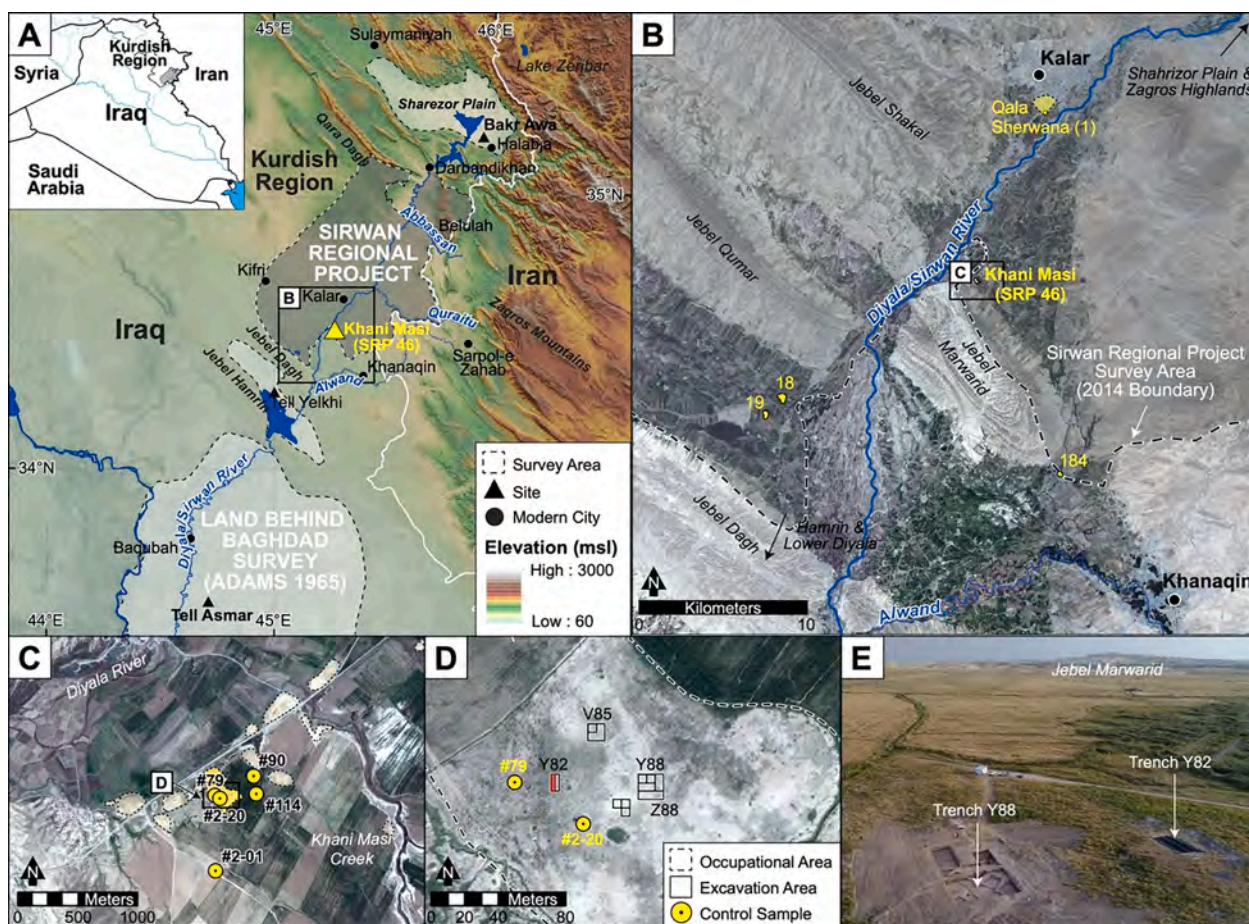 A
Kurdish
Region
Syria
Iran
Iraq
Saudi
Arabia
45°E
46°E
Sulaymaniyah
Lake Zeribar
Sharezor Plain
Bakr Awa
Halabja
Qara Dagh
Darbandikhan
Kurdish
Region
35°N
Abbassan
Belulah
SIRWAN
REGIONAL
PROJECT
Iran
Kifri
B
Kalar
Zagros Mountains
Iraq
Quraitu
Khani Masi
(SRP 46)
Jebel Dagh
Sarpol-e
Zahab
Jebel Hamrin
Khanaqin
Alwand
Tell Yelkhi
34°N
Diyala/Sirwan River
LAND BEHIND
BAGHDAD
SURVEY
(ADAMS 1965)
Baqubah
Tell Asmar
44°E
45°E
Survey Area
Site
Modern City
Elevation (msl)
High : 3000
Low : 60
N
B
Kalar
Shahrizor Plain &
Zagros Highlands
Jebel Shakal
Qala
Sherwana (1)
Jebel Qumar
Diyala/Sirwan River
C
Khani Masi
(SRP 46)
Jebel
Marwarid
Sirwan Regional Project
Survey Area
(2014 Boundary)
18
19
184
Jebel Dagh
Hamrin &
Lower Diyala
Khanaqin
Alwand
N
Kilometers
0
10
C
Diyala River
#90
D
#79
#114
#2-20
Khani Masi
Creek
#2-01
N
Meters
0
500
1000
D
V85
#79
Y82
Y88
Z88
#2-20
N
Meters
0
40
80
Occupational Area
Excavation Area
Control Sample
E
Jebel Marwarid
Trench Y82
Trench Y88